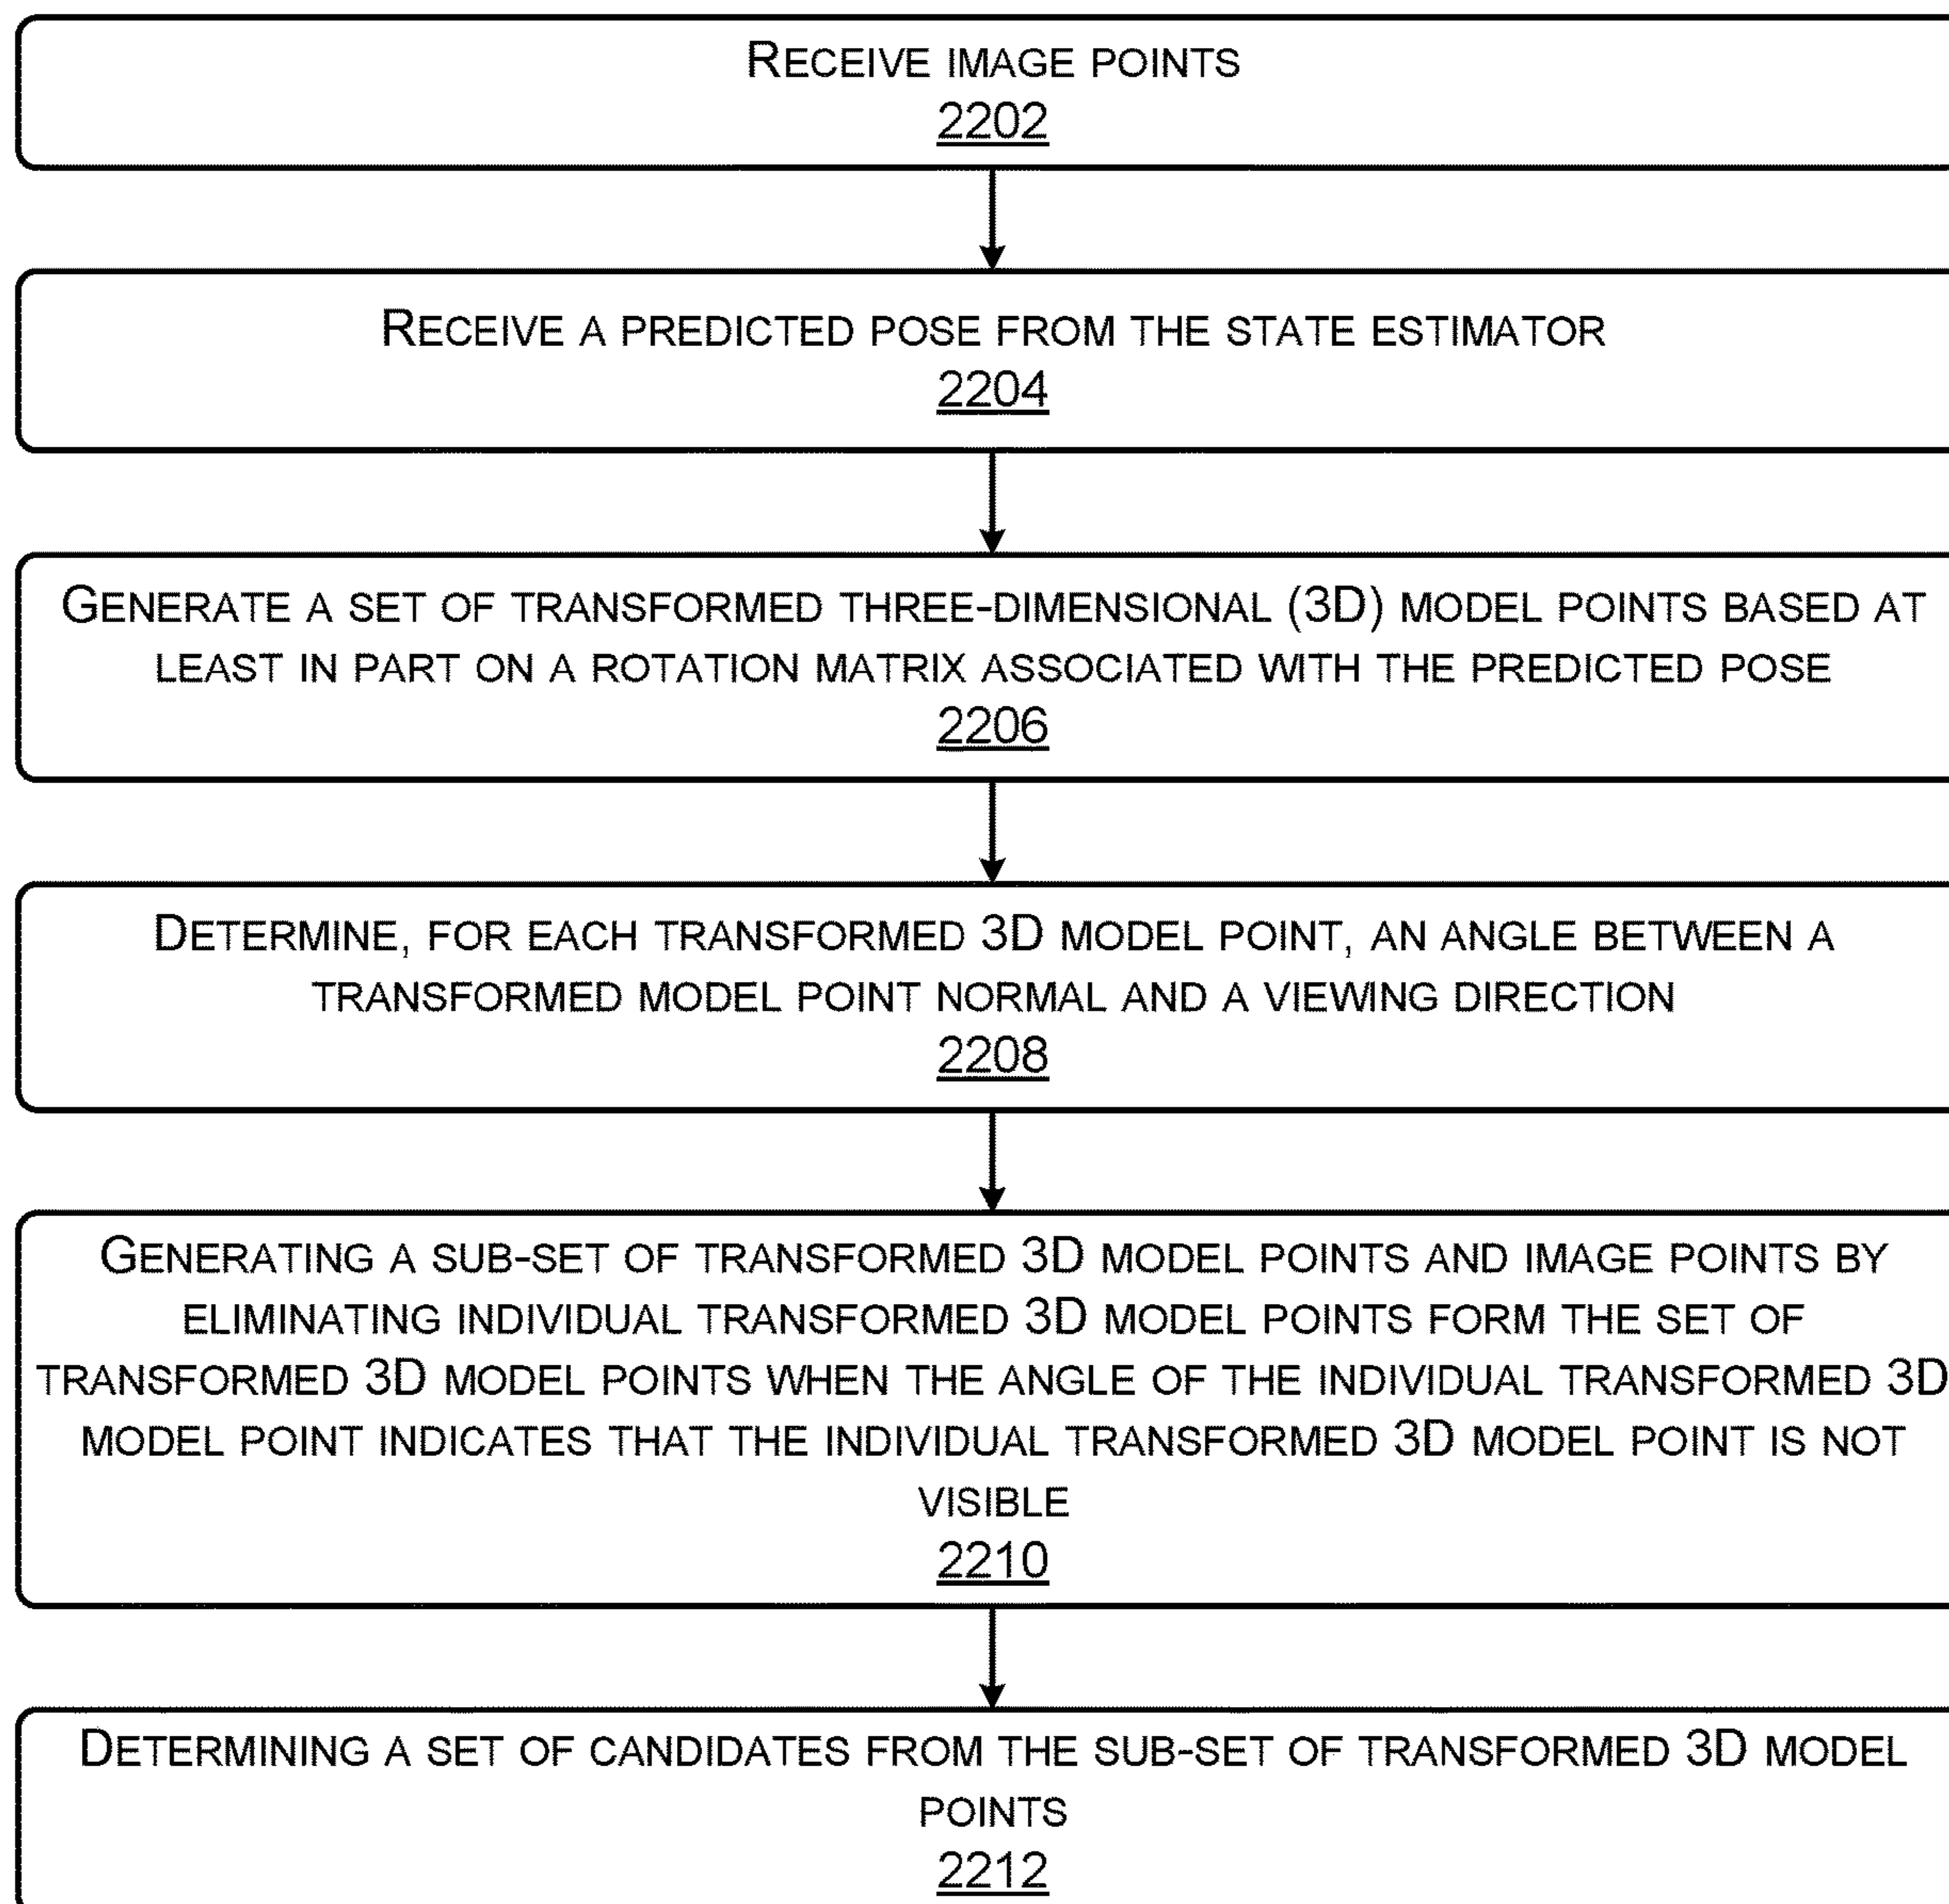 RECEIVE IMAGE POINTS
2202
RECEIVE A PREDICTED POSE FROM THE STATE ESTIMATOR
2204
GENERATE A SET OF TRANSFORMED THREE-DIMENSIONAL (3D) MODEL POINTS BASED AT
LEAST IN PART ON A ROTATION MATRIX ASSOCIATED WITH THE PREDICTED POSE
2206
DETERMINE, FOR EACH TRANSFORMED 3D MODEL POINT, AN ANGLE BETWEEN A
TRANSFORMED MODEL POINT NORMAL AND A VIEWING DIRECTION
2208
GENERATING A SUB-SET OF TRANSFORMED 3D MODEL POINTS AND IMAGE POINTS BY
ELIMINATING INDIVIDUAL TRANSFORMED 3D MODEL POINTS FORM THE SET OF
TRANSFORMED 3D MODEL POINTS WHEN THE ANGLE OF THE INDIVIDUAL TRANSFORMED 3D
MODEL POINT INDICATES THAT THE INDIVIDUAL TRANSFORMED 3D MODEL POINT IS NOT
VISIBLE
2210
DETERMINING A SET OF CANDIDATES FROM THE SUB-SET OF TRANSFORMED 3D MODEL
POINTS
2212